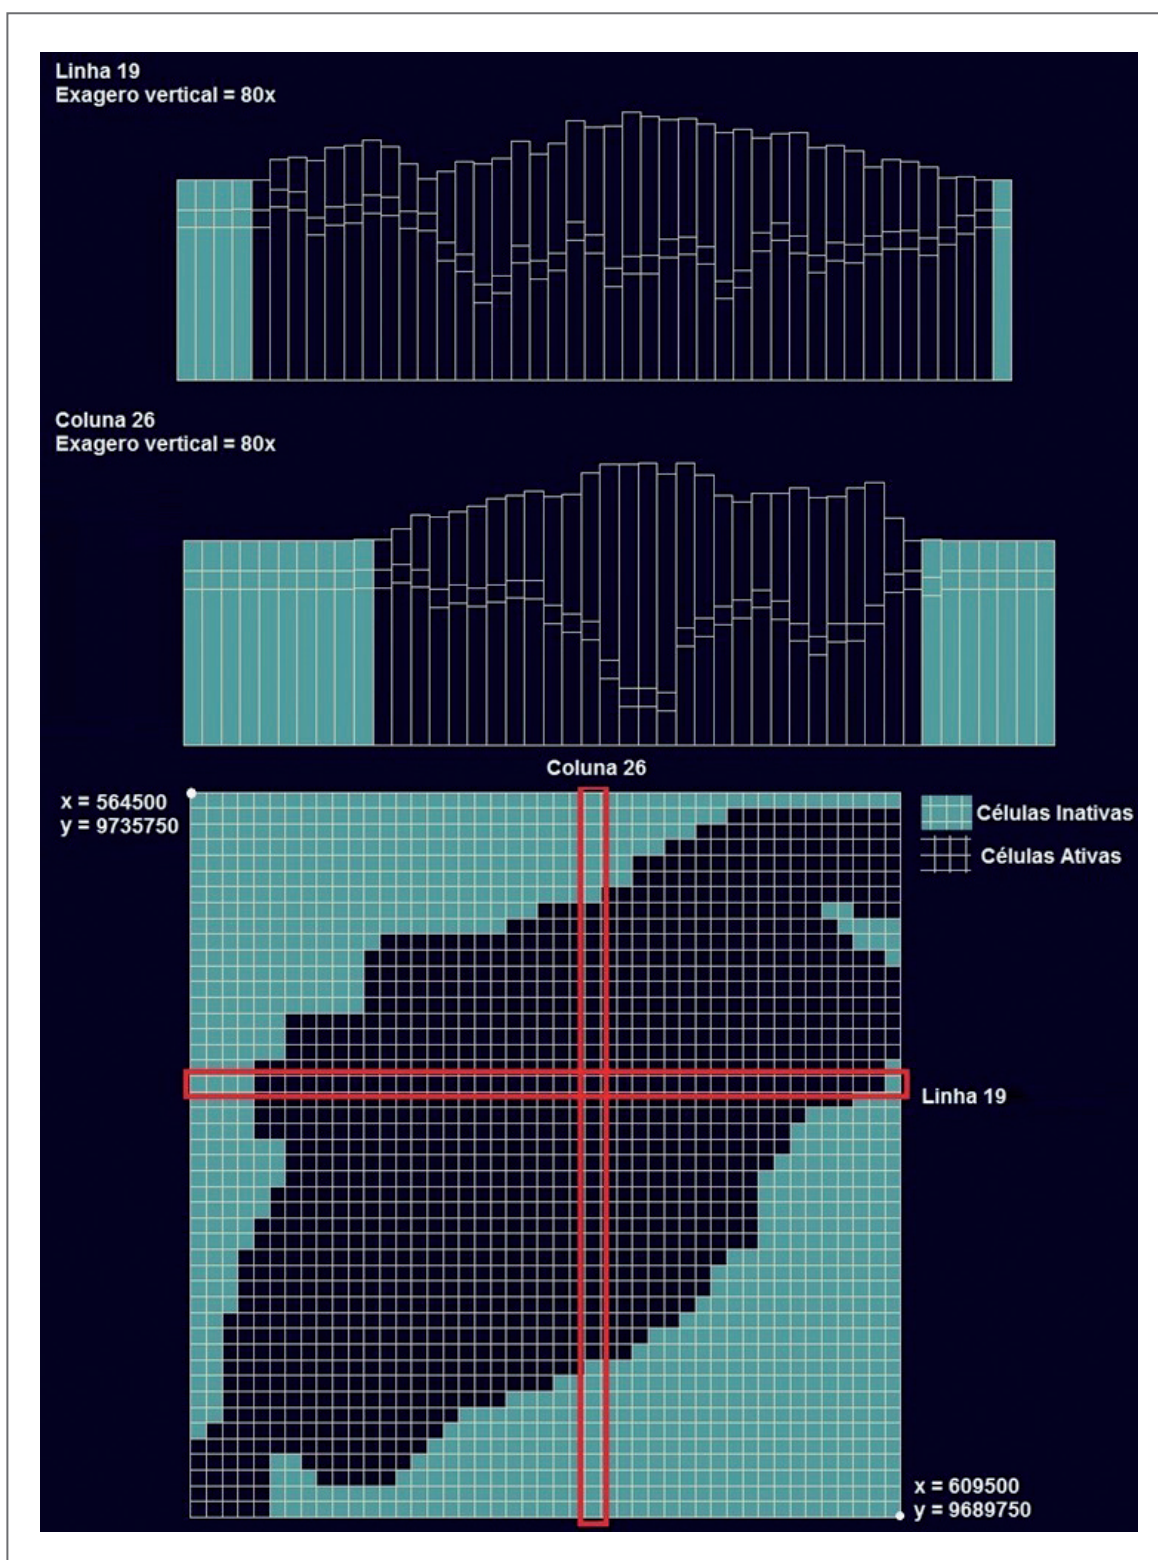 Linha 19
Exagero vertical = 80x
Coluna 26
Exagero vertical = 80x
Coluna 26
x = 564500
y = 9735750
Células Inativas
Células Ativas
Linha 19
x = 609500
y = 9689750